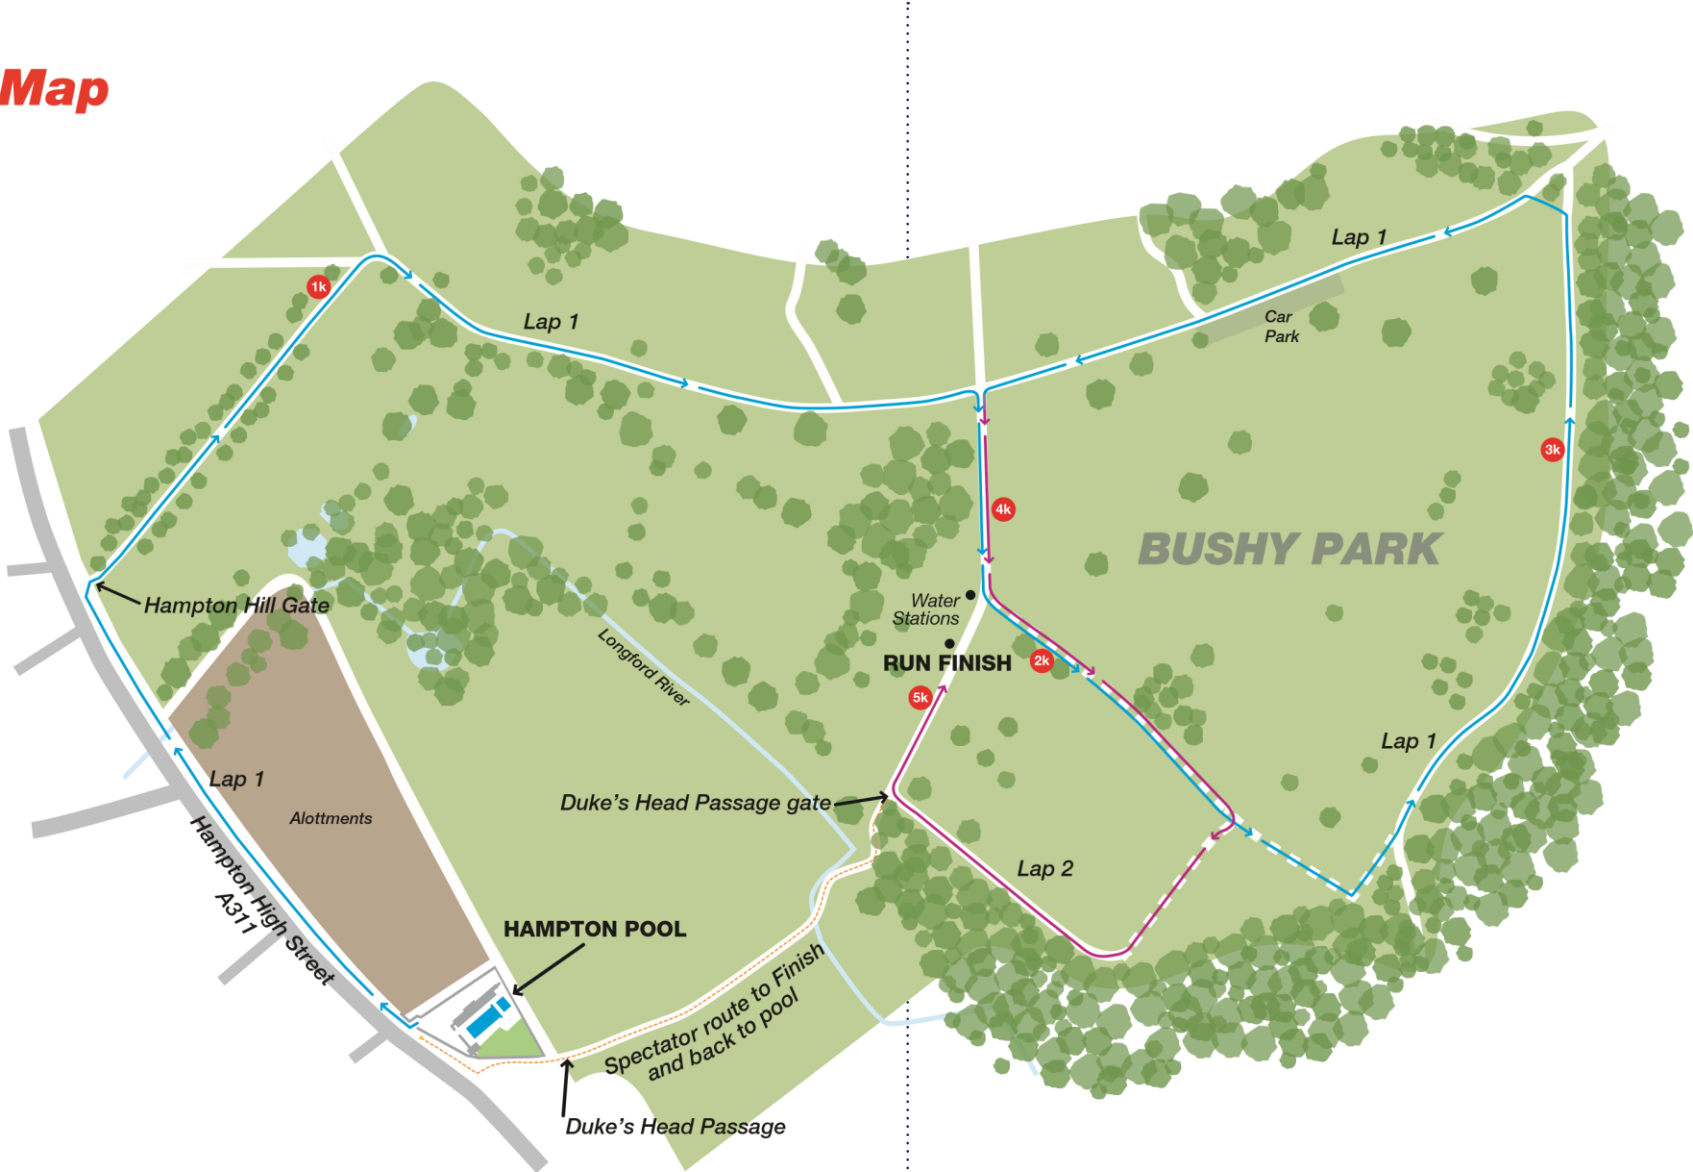 Map
1k
Lap 1
Lap 1
Car
Park
3k
4k
BUSHY PARK
Hampton Hill Gate
Water
Stations
Longford River
RUN FINISH
2k
5k
Lap 1
Lap 1
Alottments
Duke's Head Passage gate
Lap 2
Hampton High Street
A311
HAMPTON POOL
Spectator route to Finish
and back to pool
Duke's Head Passage